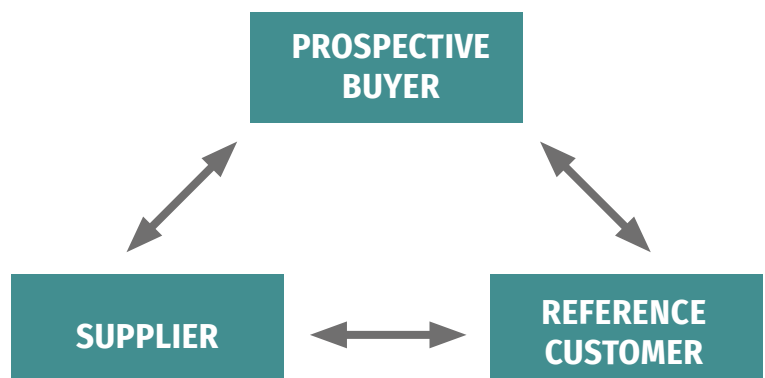 PROSPECTIVE
BUYER
SUPPLIER
REFERENCE
CUSTOMER